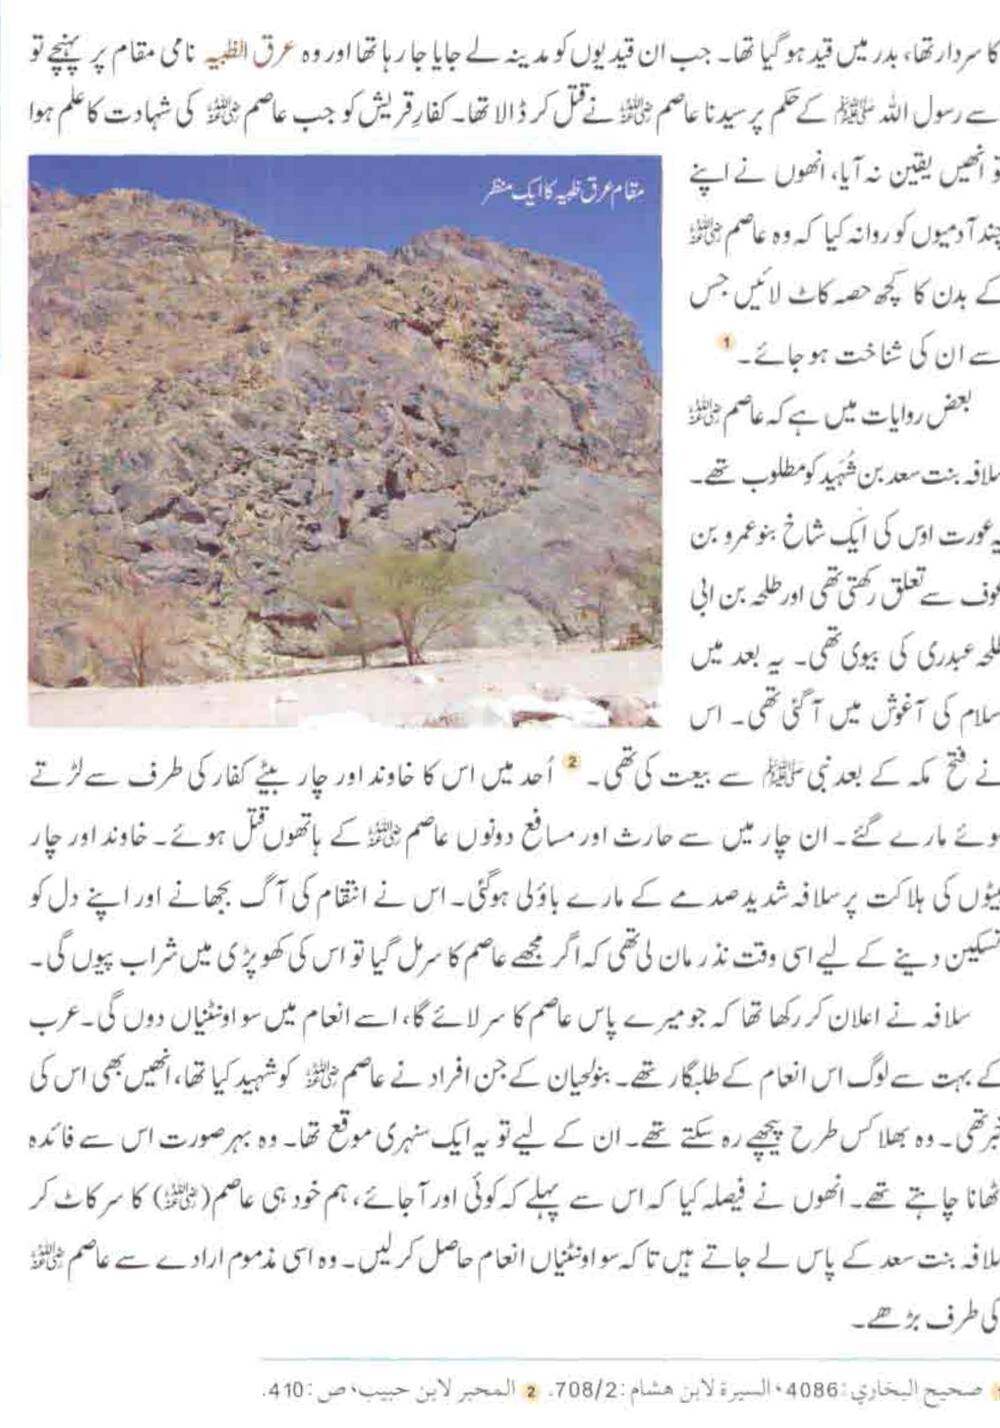 کا سردار تھا، بدر میں قید ہو گیا تھا۔ جب ان قیدیوں کو مدینہ لے جایا جا رہا تھا اور وہ عرق الظبیہ نامی مقام پر پہنچے تو
سے رسول اللہ ﷺ کے حکم پر سیدنا عاصم رضی اللہ عنہ نے قتل کر ڈالا تھا۔ کفارِ قریش کو جب عاصم رضی اللہ عنہ کی شہادت کا علم ہوا
مقام عرق ظبیہ کا ایک منظر
تو انھیں یقین نہ آیا، انھوں نے اپنے
چند آدمیوں کو روانہ کیا کہ وہ عاصم رضی اللہ عنہ
کے بدن کا کچھ حصہ کاٹ لائیں جس
سے ان کی شناخت ہو جائے۔ 1
بعض روایات میں ہے کہ عاصم رضی اللہ عنہ
سلافہ بنت سعد بن شُہَید کو مطلوب تھے۔
یہ عورت اوس کی ایک شاخ بنو عمرو بن
عوف سے تعلق رکھتی تھی اور طلحہ بن ابی
طلحہ عبدری کی بیوی تھی۔ یہ بعد میں
اسلام کی آغوش میں آ گئی تھی۔ اس
نے فتح مکہ کے بعد نبی ﷺ سے بیعت کی تھی۔ 2 اُحد میں اس کا خاوند اور چار بیٹے کفار کی طرف سے لڑتے
ہوئے مارے گئے۔ ان چار میں سے حارث اور مسافع دونوں عاصم رضی اللہ عنہ کے ہاتھوں قتل ہوئے۔ خاوند اور چار
بیٹوں کی ہلاکت پر سلافہ شدید صدمے کے مارے باؤلی ہو گئی۔ اس نے انتقام کی آگ بجھانے اور اپنے دل کو
تسکین دینے کے لیے اسی وقت نذر مان لی تھی کہ اگر مجھے عاصم کا سر مل گیا تو اس کی کھوپڑی میں شراب پیوں گی۔
سلافہ نے اعلان کر رکھا تھا کہ جو میرے پاس عاصم کا سر لائے گا، اسے انعام میں سو اونٹنیاں دوں گی۔ عرب
کے بہت سے لوگ اس انعام کے طلبگار تھے۔ بنولحیان کے جن افراد نے عاصم رضی اللہ عنہ کو شہید کیا تھا، انھیں بھی اس کی
خبر تھی۔ وہ بھلا کس طرح پیچھے رہ سکتے تھے۔ ان کے لیے تو یہ ایک سنہری موقع تھا۔ وہ بہر صورت اس سے فائدہ
اٹھانا چاہتے تھے۔ انھوں نے فیصلہ کیا کہ اس سے پہلے کہ کوئی اور آ جائے، ہم خود ہی عاصم (رضی اللہ عنہ) کا سر کاٹ کر
سلافہ بنت سعد کے پاس لے جاتے ہیں تاکہ سو اونٹنیاں انعام حاصل کر لیں۔ وہ اسی مذموم ارادے سے عاصم رضی اللہ عنہ
کی طرف بڑھے۔
1 صحیح البخاري: 4086، السیرة لابن هشام: 708/2. 2 المحبر لابن حبیب، ص: 410.